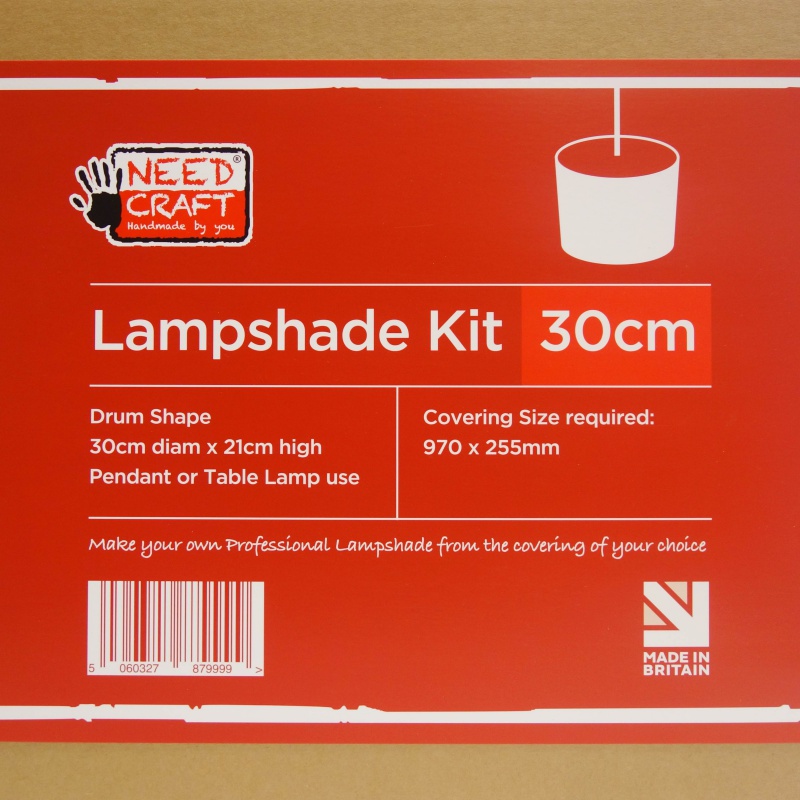 NEED®
CRAFT
Handmade by you
Lampshade Kit 30cm
Drum Shape
30cm diam x 21cm high
Pendant or Table Lamp use
Covering Size required:
970 x 255mm
Make your own Professional Lampshade from the covering of your choice
5 060327 879999 >
MADE IN
BRITAIN